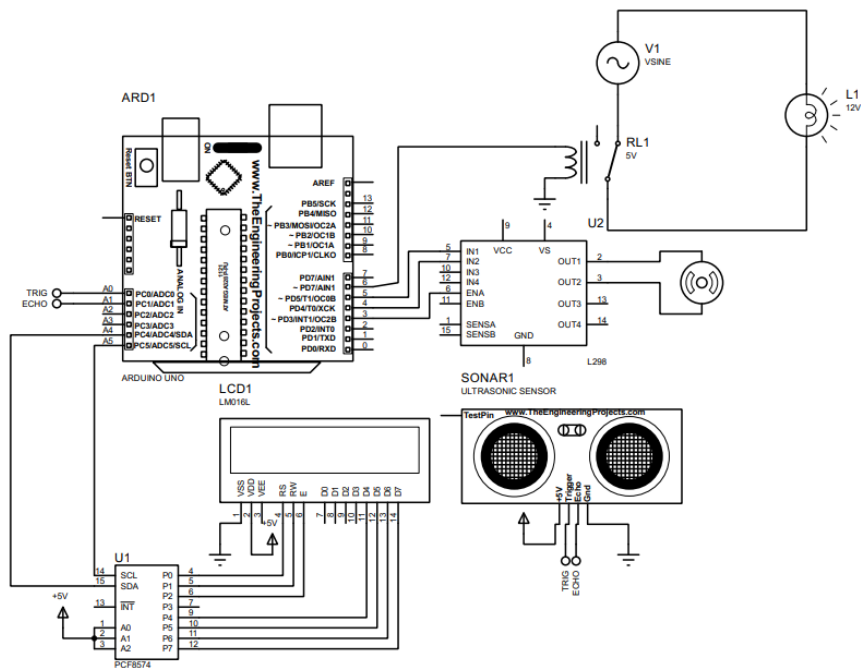 V1
VSINE
L1
12V
RL1
5V
ARD1
Reset BTN
ON
www.TheEngineeringProjects.com
ANALOG IN
RESET
AREF
PB5/SCK 13
PB4/MISO 12
~ PB3/MOSI/OC2A 11
~ PB2/OC1B 10
~ PB1/OC1A 9
PB0/ICP1/CLKO 8
PD7/AIN1 7
~ PD7/AIN1 6
~ PD5/T1/OC0B 5
PD4/T0/XCK 4
~ PD3/INT1/OC2B 3
PD2/INT0 2
PD1/TXD 1
PD0/RXD 0
TRIG A0 PC0/ADC0
ECHO A1 PC1/ADC1
A2 PC2/ADC2
A3 PC3/ADC3
A4 PC4/ADC4/SDA
A5 PC5/ADC5/SCL
ARDUINO UNO
U2
9 4
VCC VS
5 IN1 OUT1 2
7 IN2 OUT2 3
10 IN3
12 IN4
6 ENA
11 ENB OUT3 13
1 SENSA OUT4 14
15 SENSB
GND
8
L298
SONAR1
ULTRASONIC SENSOR
TestPin
www.TheEngineeringProjects.com
+5V
Trigger
Echo
Gnd
TRIG
ECHO
LCD1
LM016L
VSS VDD VEE RS RW E D0 D1 D2 D3 D4 D5 D6 D7
1 2 3 4 5 6 7 8 9 10 11 12 13 14
+5V
U1
14 SCL P0 4
15 SDA P1 5
P2 6
13 INT P3 7
P4 9
1 A0 P5 10
2 A1 P6 11
3 A2 P7 12
+5V
PCF8574